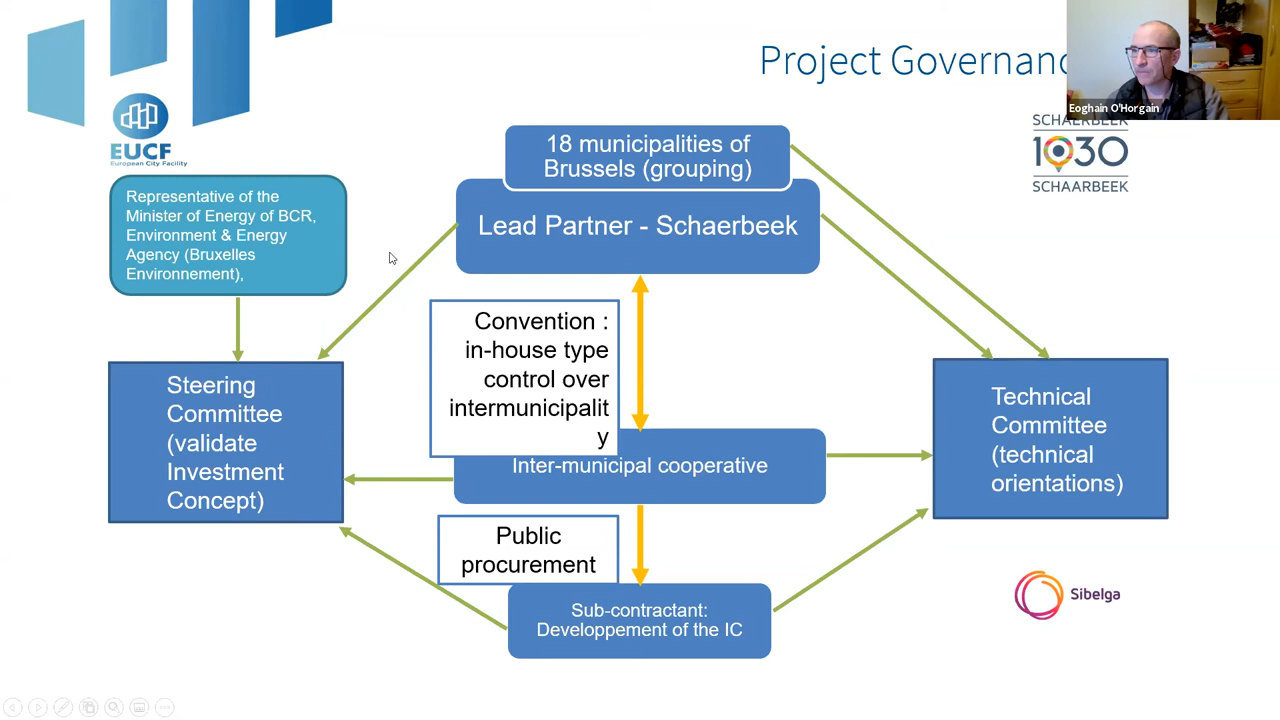 Project Governanc
Eoghain O'Horgain
EUCF
European City Facility
SCHAERBEEK
1030
SCHAARBEEK
18 municipalities of
Brussels (grouping)
Lead Partner - Schaerbeek
Representative of the
Minister of Energy of BCR,
Environment & Energy
Agency (Bruxelles
Environnement),
Convention :
in-house type
control over
intermunicipalit
y
Steering
Committee
(validate
Investment
Concept)
Technical
Committee
(technical
orientations)
Inter-municipal cooperative
Public
procurement
Sub-contractant:
Developpement of the IC
Sibelga